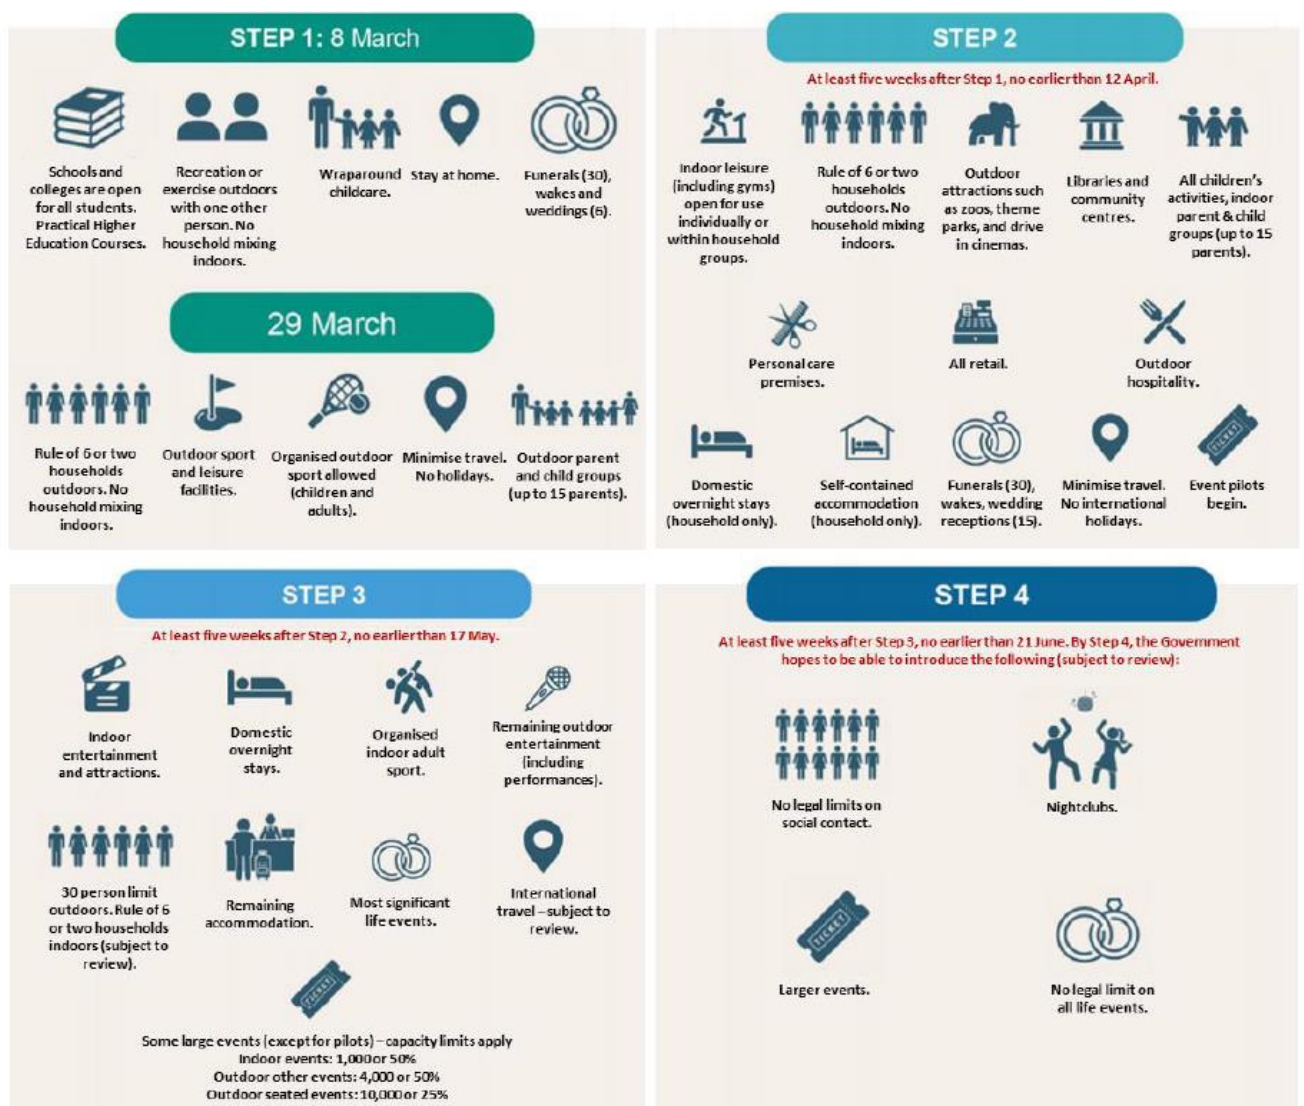 STEP 1: 8 March
Schools and
colleges are open
for all students.
Practical Higher
Education Courses.
Recreation or
exercise outdoors
with one other
person. No
household mixing
indoors.
Wraparound
childcare.
Stay at home.
Funerals (30),
wakes and
weddings (6).
29 March
Rule of 6 or two
households
outdoors. No
household mixing
indoors.
Outdoor sport
and leisure
facilities.
Organised outdoor
sport allowed
(children and
adults).
Minimise travel.
No holidays.
Outdoor parent
and child groups
(up to 15 parents).
STEP 2
At least five weeks after Step 1, no earlier than 12 April.
Indoor leisure
(including gyms)
open for use
individually or
within household
groups.
Rule of 6 or two
households
outdoors. No
household mixing
indoors.
Outdoor
attractions such
as zoos, theme
parks, and drive
in cinemas.
Libraries and
community
centres.
All children's
activities, indoor
parent & child
groups (up to 15
parents).
Personal care
premises.
All retail.
Outdoor
hospitality.
Domestic
overnight stays
(household only).
Self-contained
accommodation
(household only).
Funerals (30),
wakes, wedding
receptions (15).
Minimise travel.
No international
holidays.
TICKET
Event pilots
begin.
STEP 3
At least five weeks after Step 2, no earlier than 17 May.
Indoor
entertainment
and attractions.
Domestic
overnight
stays.
Organised
indoor adult
sport.
Remaining outdoor
entertainment
(including
performances).
30 person limit
outdoors. Rule of 6
or two households
indoors (subject to
review).
Remaining
accommodation.
Most significant
life events.
International
travel – subject to
review.
TICKET
Some large events (except for pilots) – capacity limits apply
Indoor events: 1,000 or 50%
Outdoor other events: 4,000 or 50%
Outdoor seated events: 10,000 or 25%
STEP 4
At least five weeks after Step 3, no earlier than 21 June. By Step 4, the Government
hopes to be able to introduce the following (subject to review):
No legal limits on
social contact.
Nightclubs.
TICKET
Larger events.
No legal limit on
all life events.